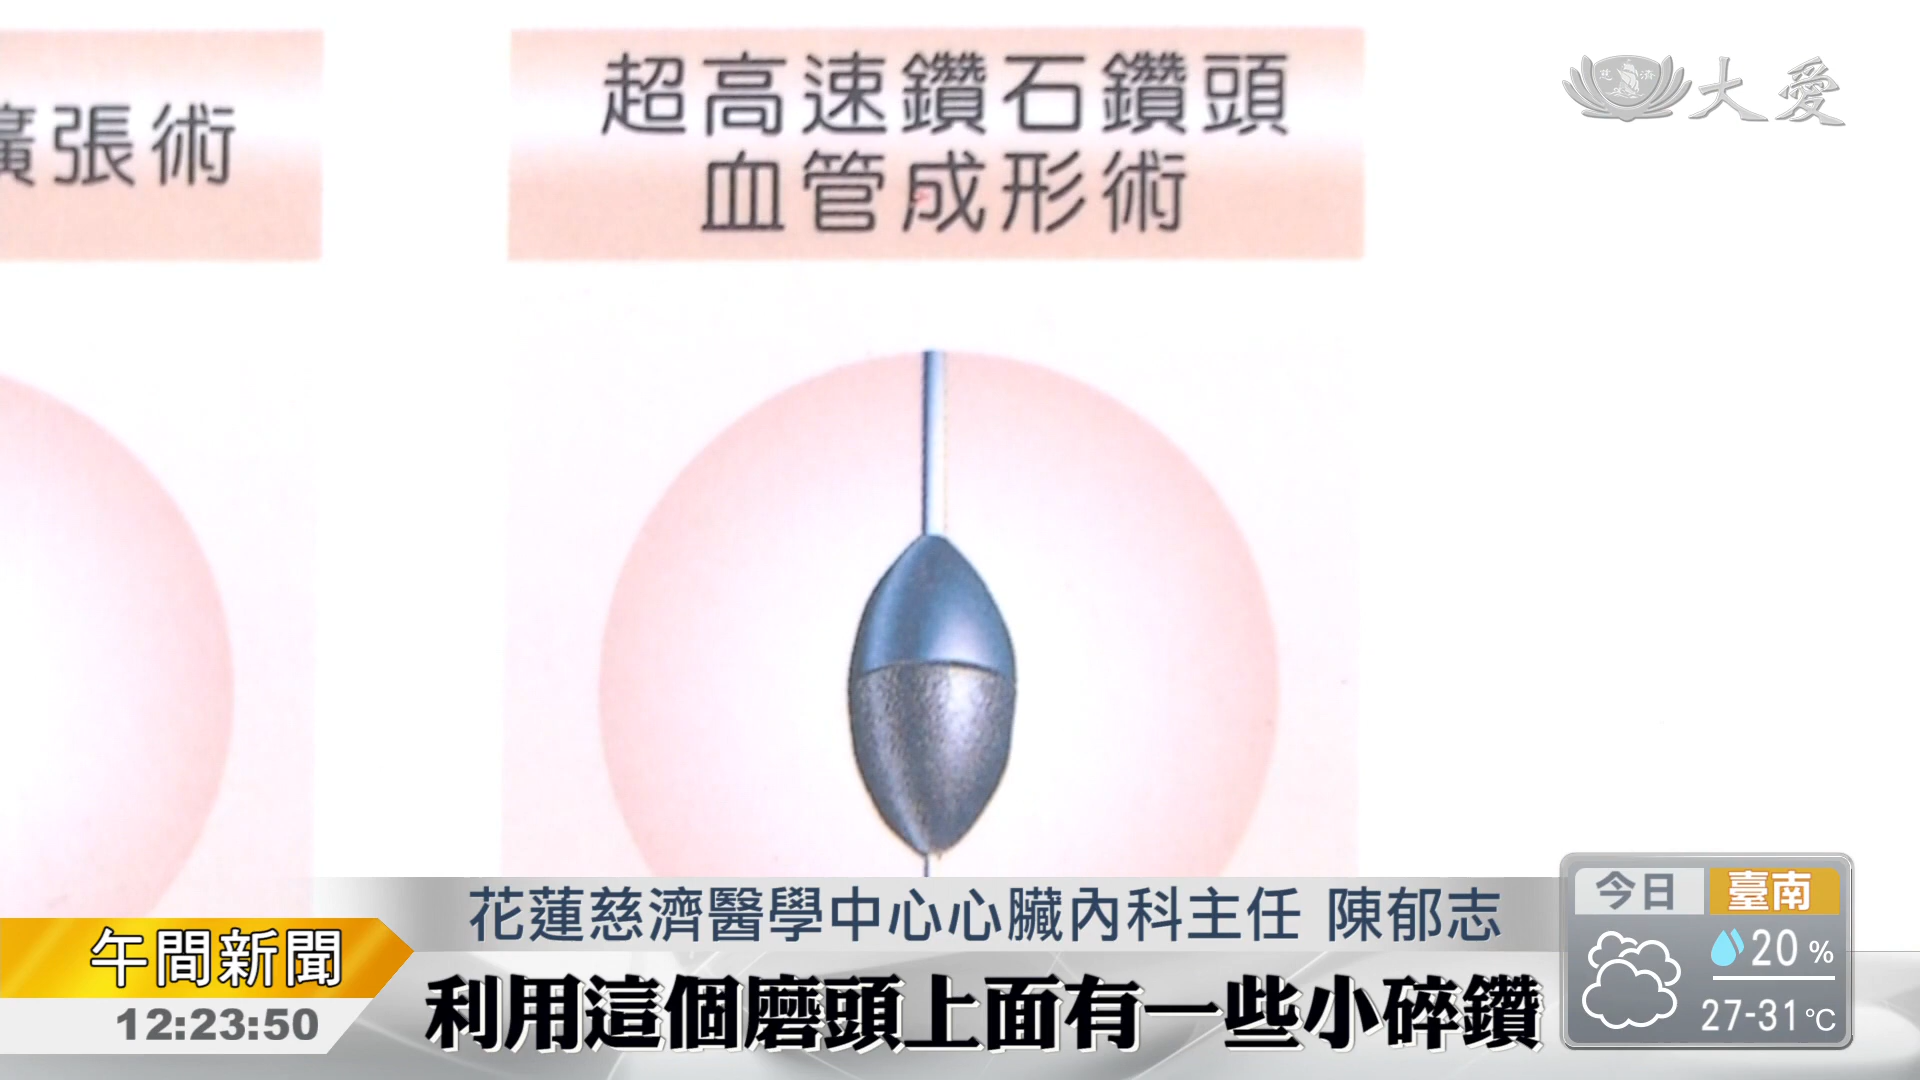 擴張術
超高速鑽石鑽頭
血管成形術
慈濟
大愛
花蓮慈濟醫學中心心臟內科主任 陳郁志
利用這個磨頭上面有一些小碎鑽
午間新聞
12:23:50
今日 臺南
20 %
27-31℃